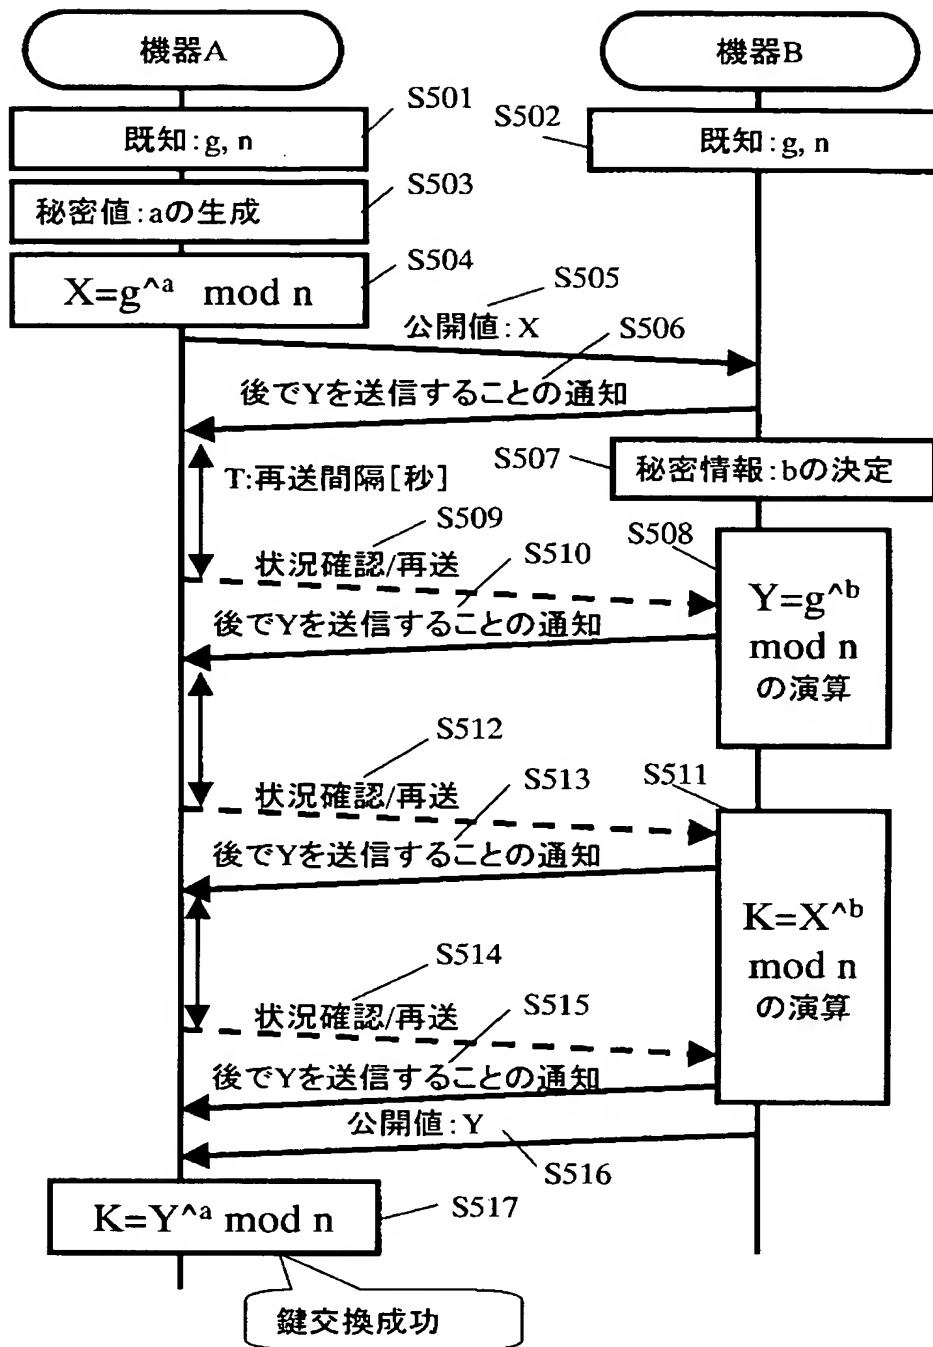 機器A
機器B
S501
既知:g, n
S502
既知:g, n
S503
秘密値:aの生成
S504
X=g^a mod n
S505
公開値:X
S506
後でYを送信することの通知
S507
秘密情報:bの決定
T:再送間隔[秒]
S509
状況確認/再送
S508
Y=g^b
mod n
の演算
S510
後でYを送信することの通知
S512
状況確認/再送
S511
K=X^b
mod n
の演算
S513
後でYを送信することの通知
S514
状況確認/再送
S515
後でYを送信することの通知
公開値:Y
S516
K=Y^a mod n
S517
鍵交換成功